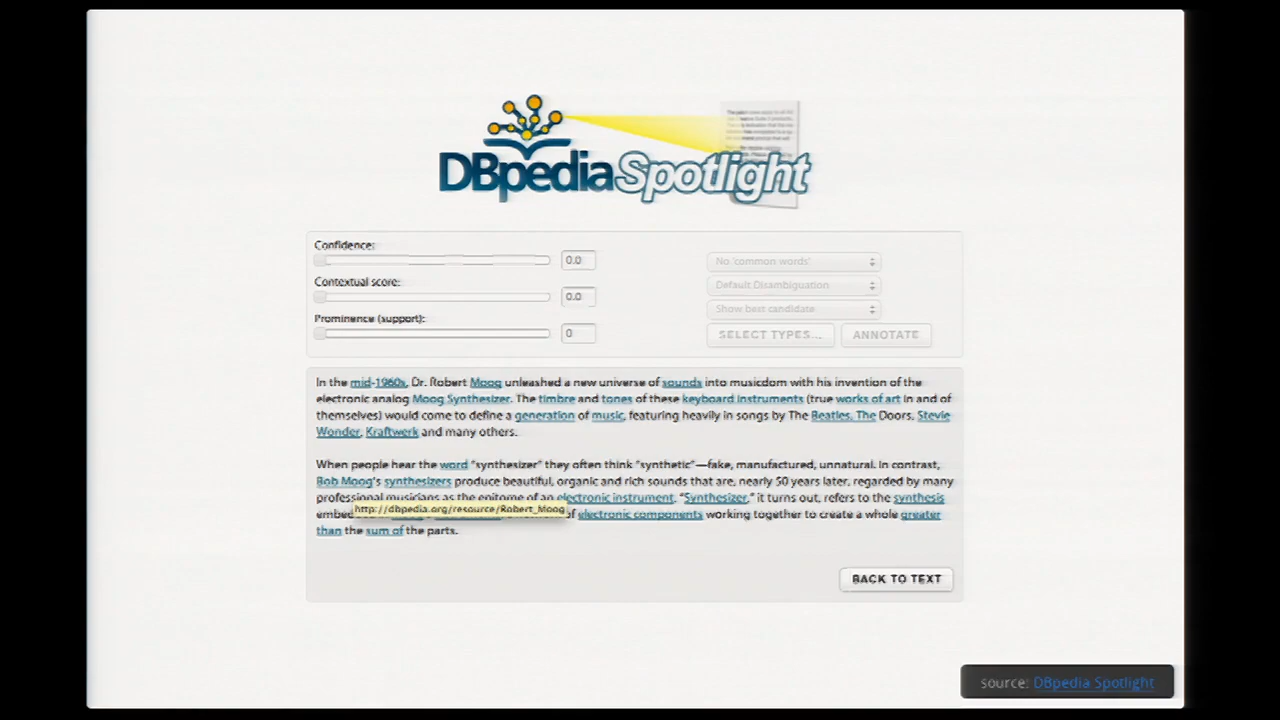 DBpedia Spotlight
Confidence:
0.0
No 'common words'
Contextual score:
0.0
Default Disambiguation
Show best candidate
Prominence (support):
0
SELECT TYPES...
ANNOTATE
In the mid-1960s, Dr. Robert Moog unleashed a new universe of sounds into musicdom with his invention of the
electronic analog Moog Synthesizer. The timbre and tones of these keyboard instruments (true works of art in and of
themselves) would come to define a generation of music, featuring heavily in songs by The Beatles, The Doors, Stevie
Wonder, Kraftwerk and many others.
When people hear the word "synthesizer" they often think "synthetic"—fake, manufactured, unnatural. In contrast,
Bob Moog's synthesizers produce beautiful, organic and rich sounds that are, nearly 50 years later, regarded by many
professional musicians as the epitome of an electronic instrument. "Synthesizer," it turns out, refers to the synthesis
http://dbpedia.org/resource/Robert_Moog
of electronic components working together to create a whole greater
than the sum of the parts.
BACK TO TEXT
source: DBpedia Spotlight